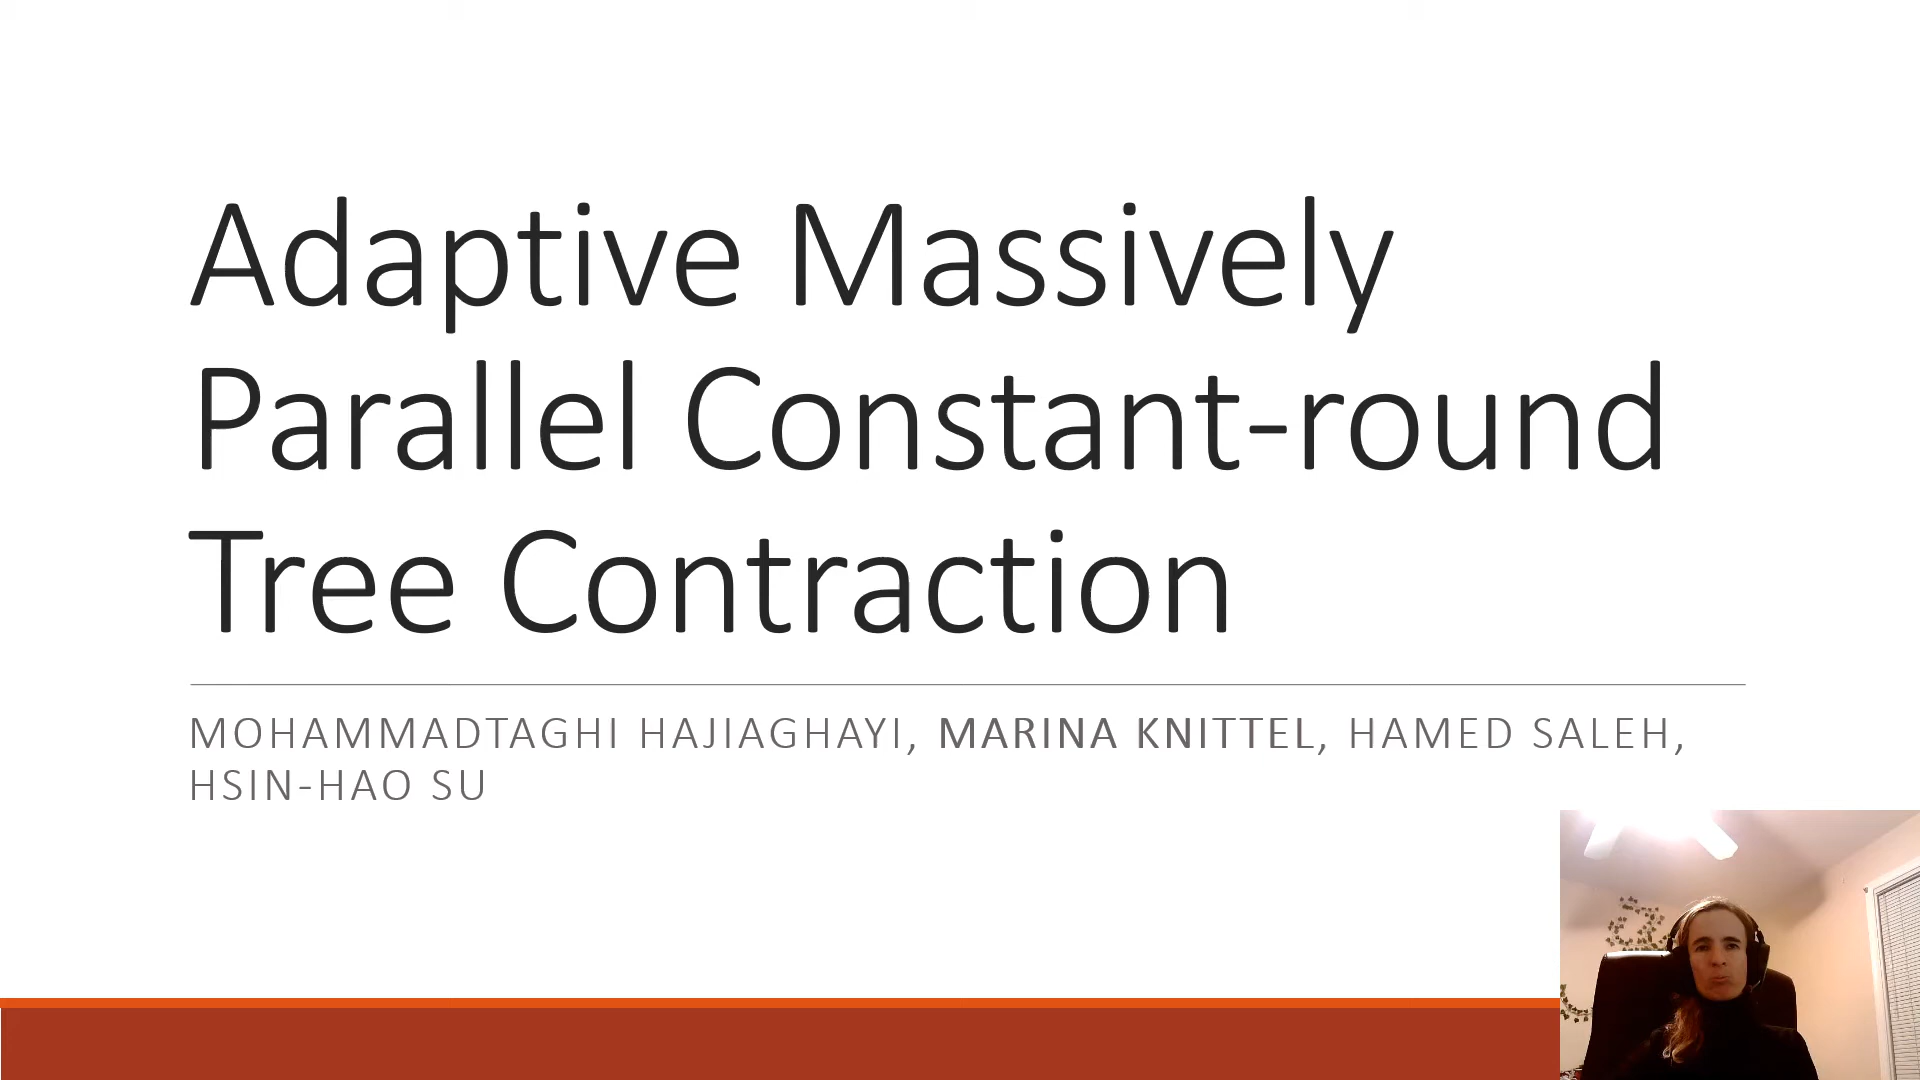 Adaptive Massively
Parallel Constant-round
Tree Contraction
MOHAMMADTAGHI HAJIAGHAYI, MARINA KNITTEL, HAMED SALEH,
HSIN-HAO SU